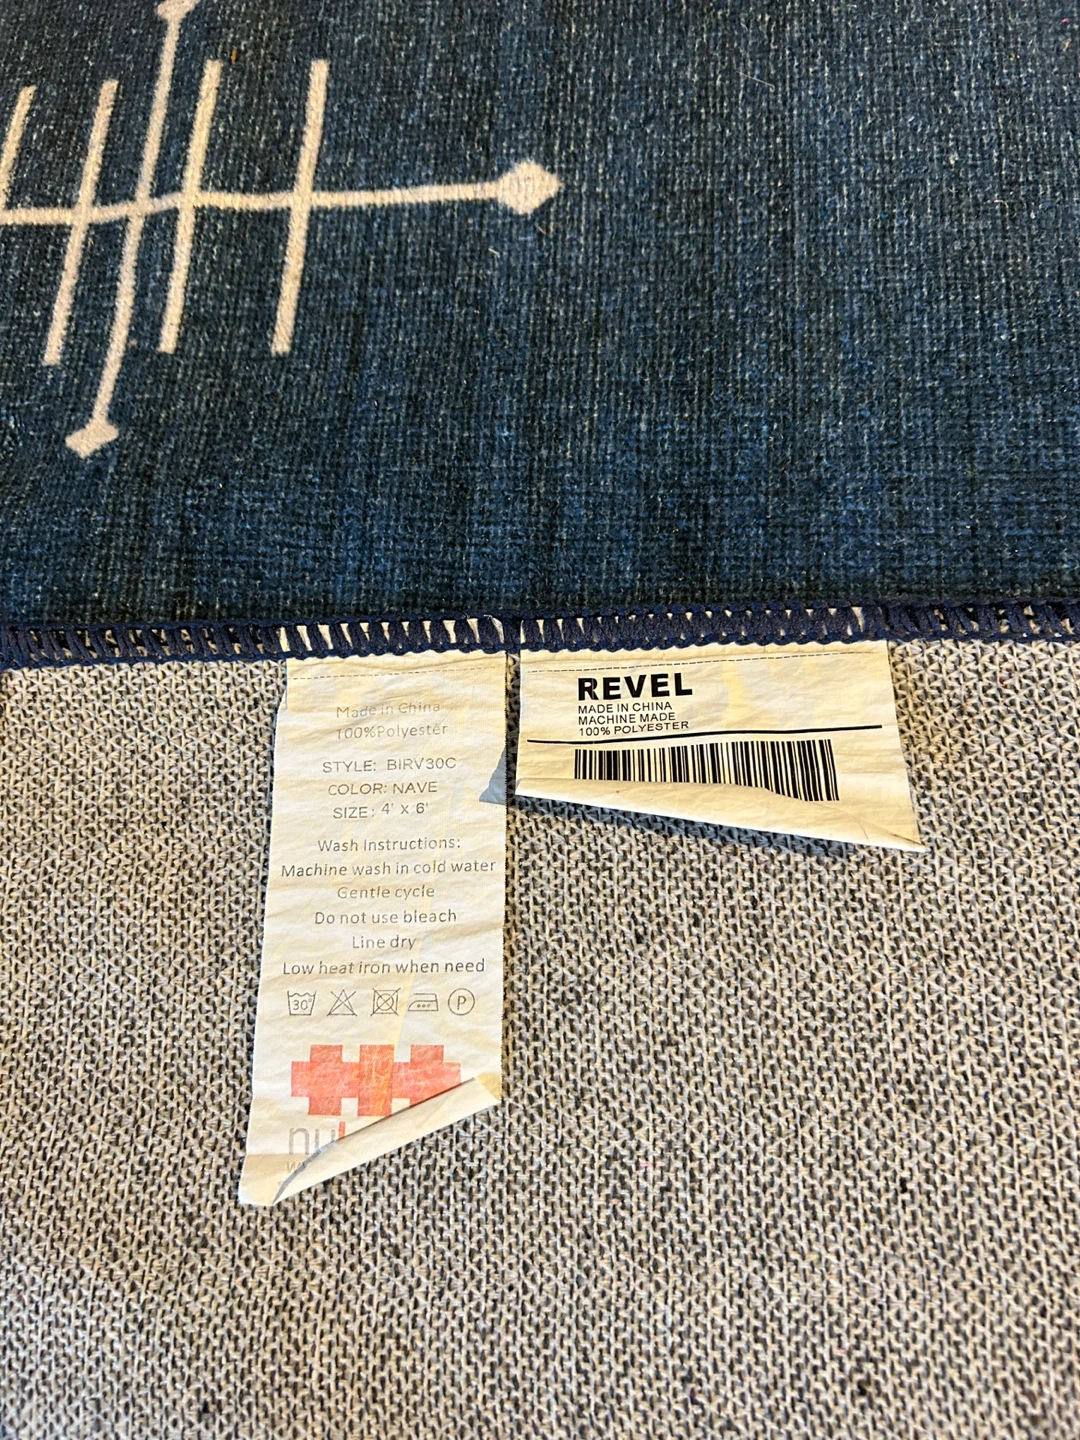 Made in China
100%Polyester
STYLE: BIRV30C
COLOR: NAVE
SIZE: 4' x 6'
Wash Instructions:
Machine wash in cold water
Gentle cycle
Do not use bleach
Line dry
Low heat iron when need
30°
P
REVEL
MADE IN CHINA
MACHINE MADE
100% POLYESTER